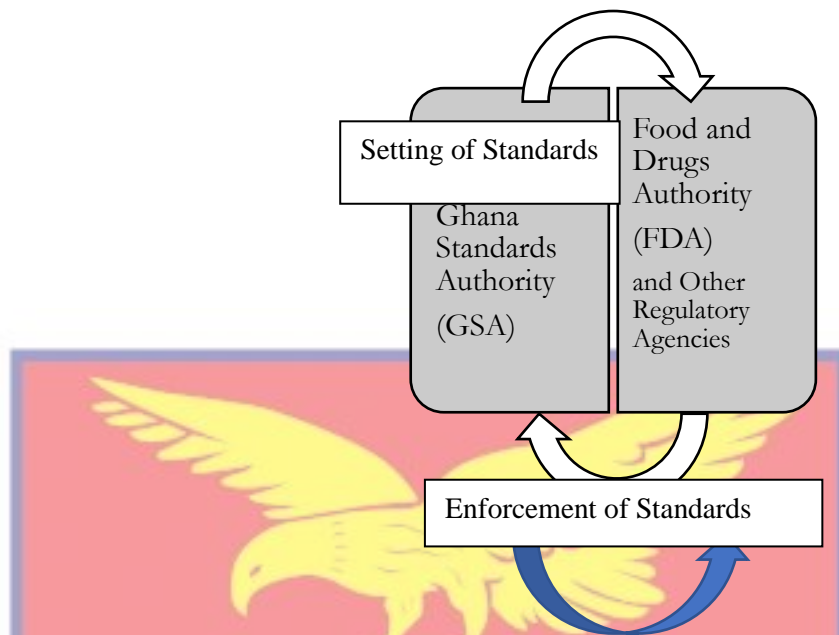 Setting of Standards
Ghana
Standards
Authority
(GSA)
Food and
Drugs
Authority
(FDA)
and Other
Regulatory
Agencies
Enforcement of Standards